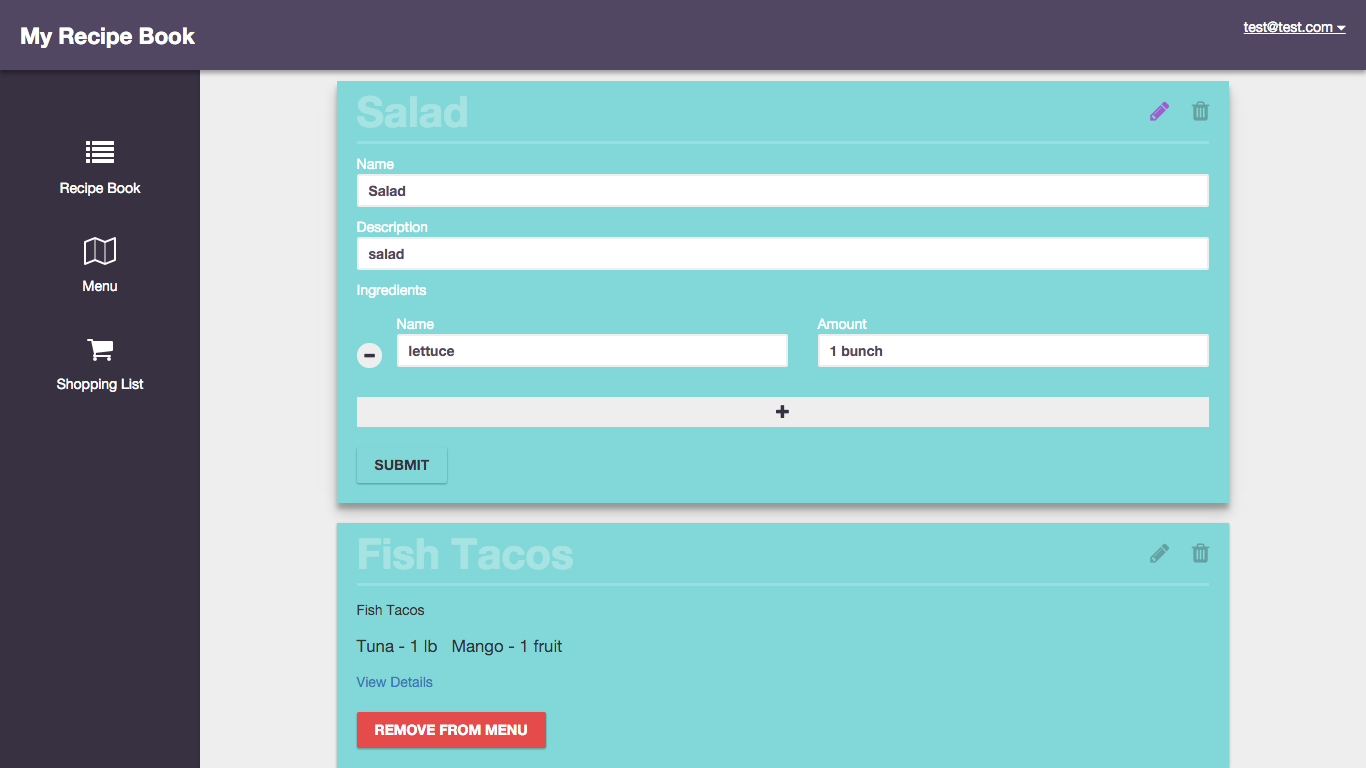 My Recipe Book
test@test.com
Recipe Book
Menu
Shopping List
Salad
Name
Salad
Description
salad
Ingredients
Name Amount
lettuce 1 bunch
SUBMIT
Fish Tacos
Fish Tacos
Tuna - 1 lb Mango - 1 fruit
View Details
REMOVE FROM MENU